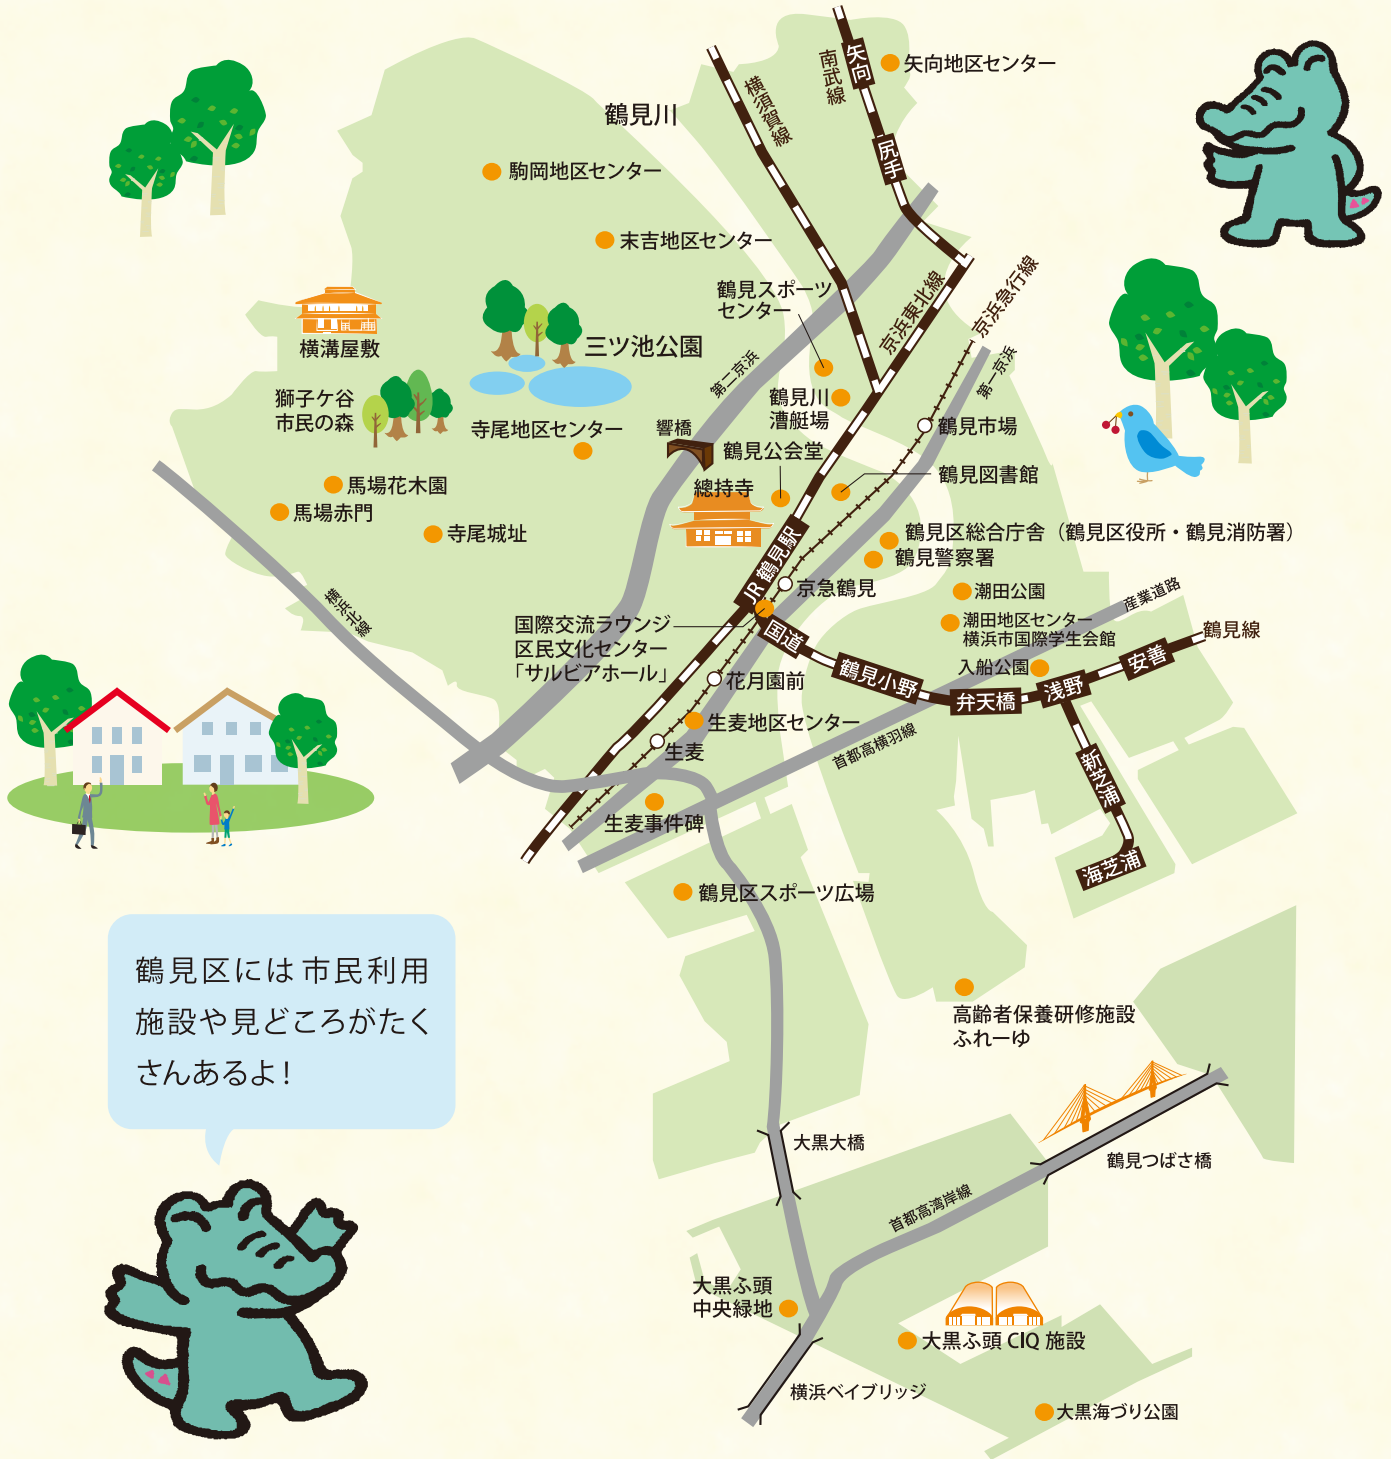 南武線
矢向
矢向地区センター
鶴見川
横須賀線
尻手
駒岡地区センター
末吉地区センター
鶴見スポーツ
センター
京浜東北線
京浜急行線
横溝屋敷
三ツ池公園
第二京浜
第一京浜
獅子ケ谷
市民の森
鶴見川
漕艇場
寺尾地区センター
響橋
鶴見市場
鶴見公会堂
鶴見図書館
總持寺
馬場花木園
馬場赤門
寺尾城址
JR鶴見駅
鶴見区総合庁舎（鶴見区役所・鶴見消防署）
鶴見警察署
京急鶴見
潮田公園
産業道路
横浜北線
国際交流ラウンジ
区民文化センター
「サルビアホール」
国道
潮田地区センター
横浜市国際学生会館
鶴見線
安善
入船公園
浅野
弁天橋
鶴見小野
花月園前
生麦地区センター
首都高横羽線
生麦
新芝浦
海芝浦
生麦事件碑
鶴見区スポーツ広場
鶴見区には市民利用
施設や見どころがたく
さんあるよ！
高齢者保養研修施設
ふれーゆ
大黒大橋
鶴見つばさ橋
首都高湾岸線
大黒ふ頭
中央緑地
大黒ふ頭 CIQ 施設
横浜ベイブリッジ
大黒海づり公園